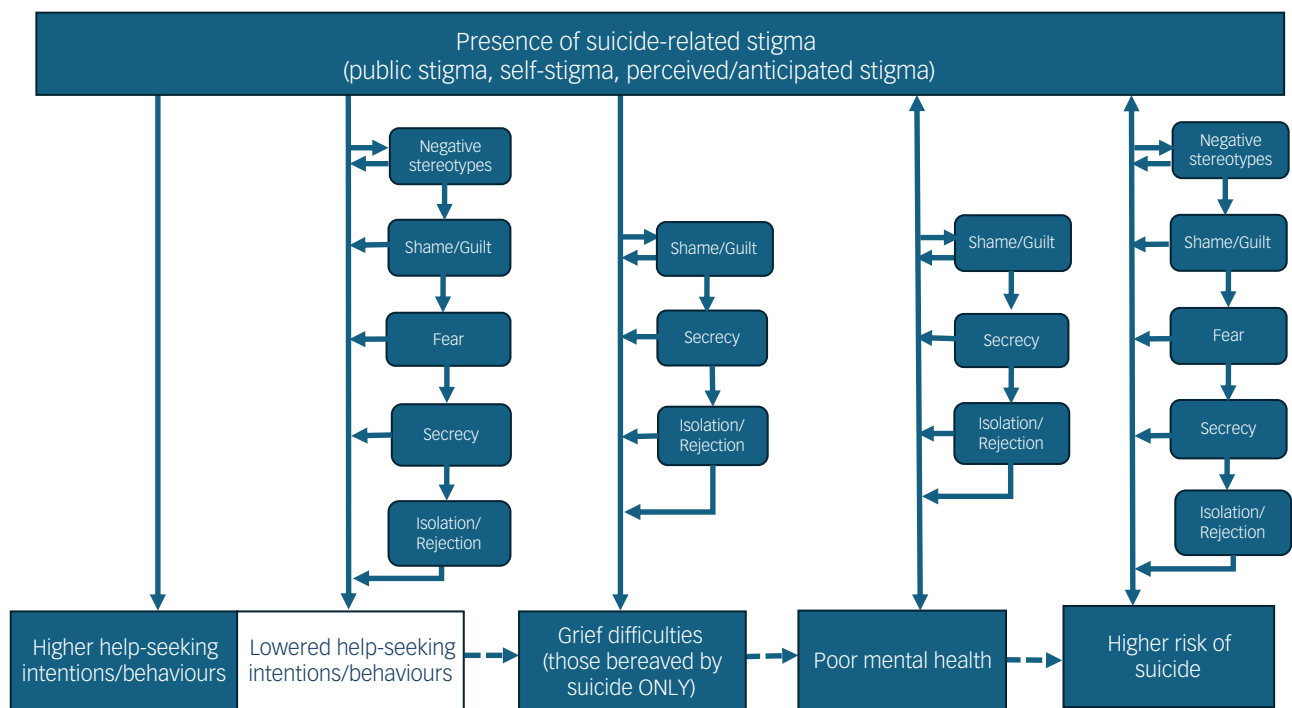 Presence of suicide-related stigma
(public stigma, self-stigma, perceived/anticipated stigma)
Negative
stereotypes
Shame/Guilt
Fear
Secrecy
Isolation/
Rejection
Shame/Guilt
Secrecy
Isolation/
Rejection
Shame/Guilt
Secrecy
Isolation/
Rejection
Negative
stereotypes
Shame/Guilt
Fear
Secrecy
Isolation/
Rejection
Higher help-seeking
intentions/behaviours
Lowered help-seeking
intentions/behaviours
Grief difficulties
(those bereaved by
suicide ONLY)
Poor mental health
Higher risk of
suicide